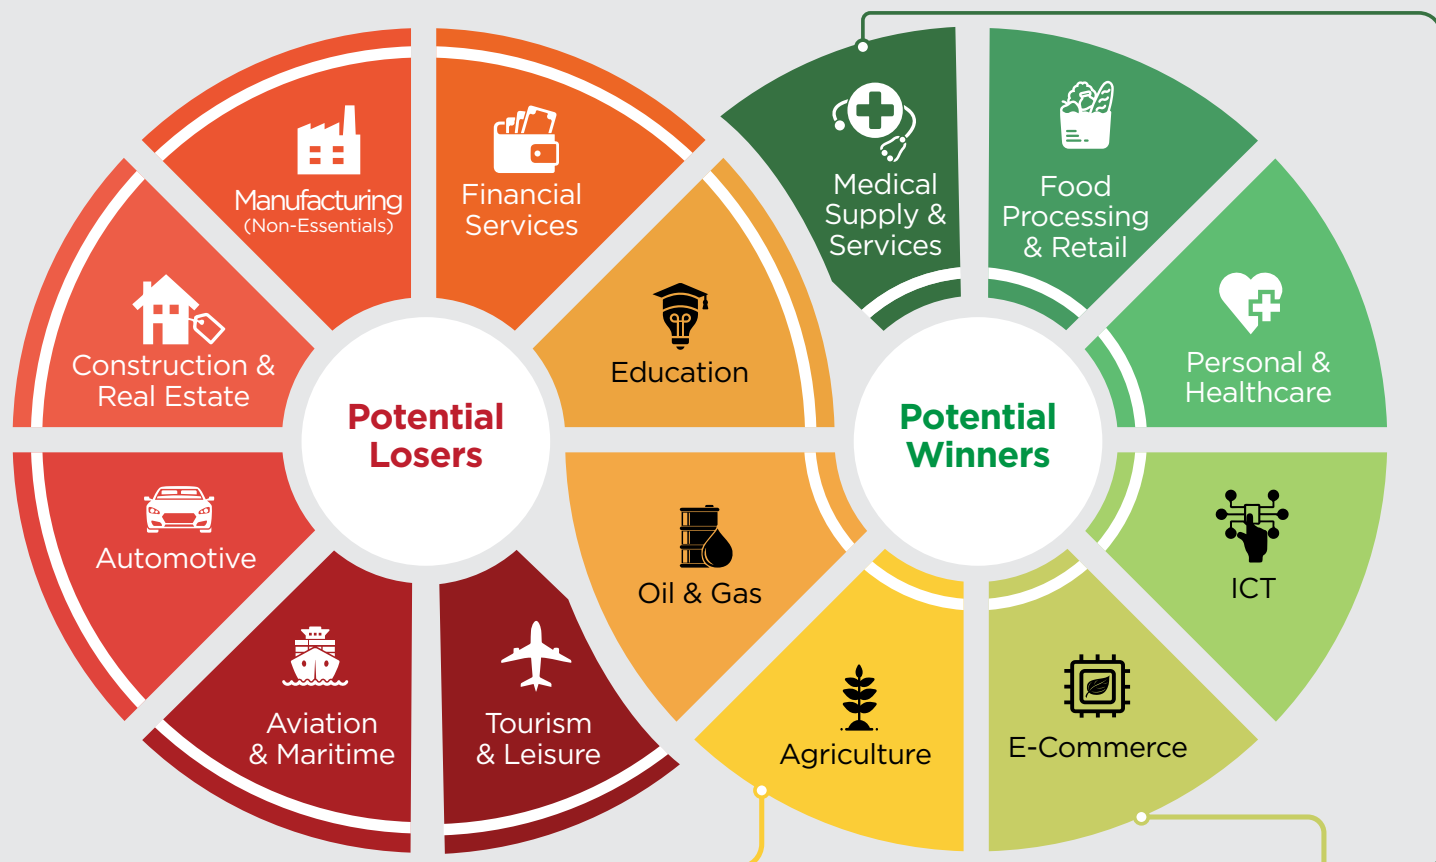 Potential
Losers
Manufacturing
(Non-Essentials)
Financial
Services
Education
Oil & Gas
Tourism
& Leisure
Aviation
& Maritime
Automotive
Construction &
Real Estate
Potential
Winners
Medical
Supply &
Services
Food
Processing
& Retail
Personal &
Healthcare
ICT
E-Commerce
Agriculture